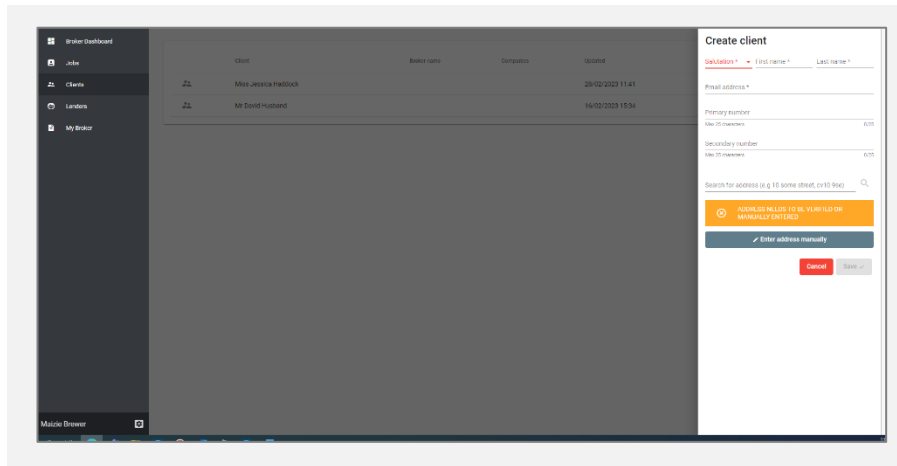 Broker Dashboard
Jobs
Clients
Lenders
My Broker
Maizie Brewer
Client
Broker name
Companies
Updated
Miss Jessica Haddock
28/02/2023 11:41
Mr David Husband
16/02/2023 15:34
Create client
Salutation * First name * Last name *
Email address *
Primary number
Max 25 characters 0/25
Secondary number
Max 25 characters 0/25
Search for address (e.g 10 some street, cv10 9se)
ADDRESS NEEDS TO BE VERIFIED OR
MANUALLY ENTERED
Enter address manually
Cancel Save